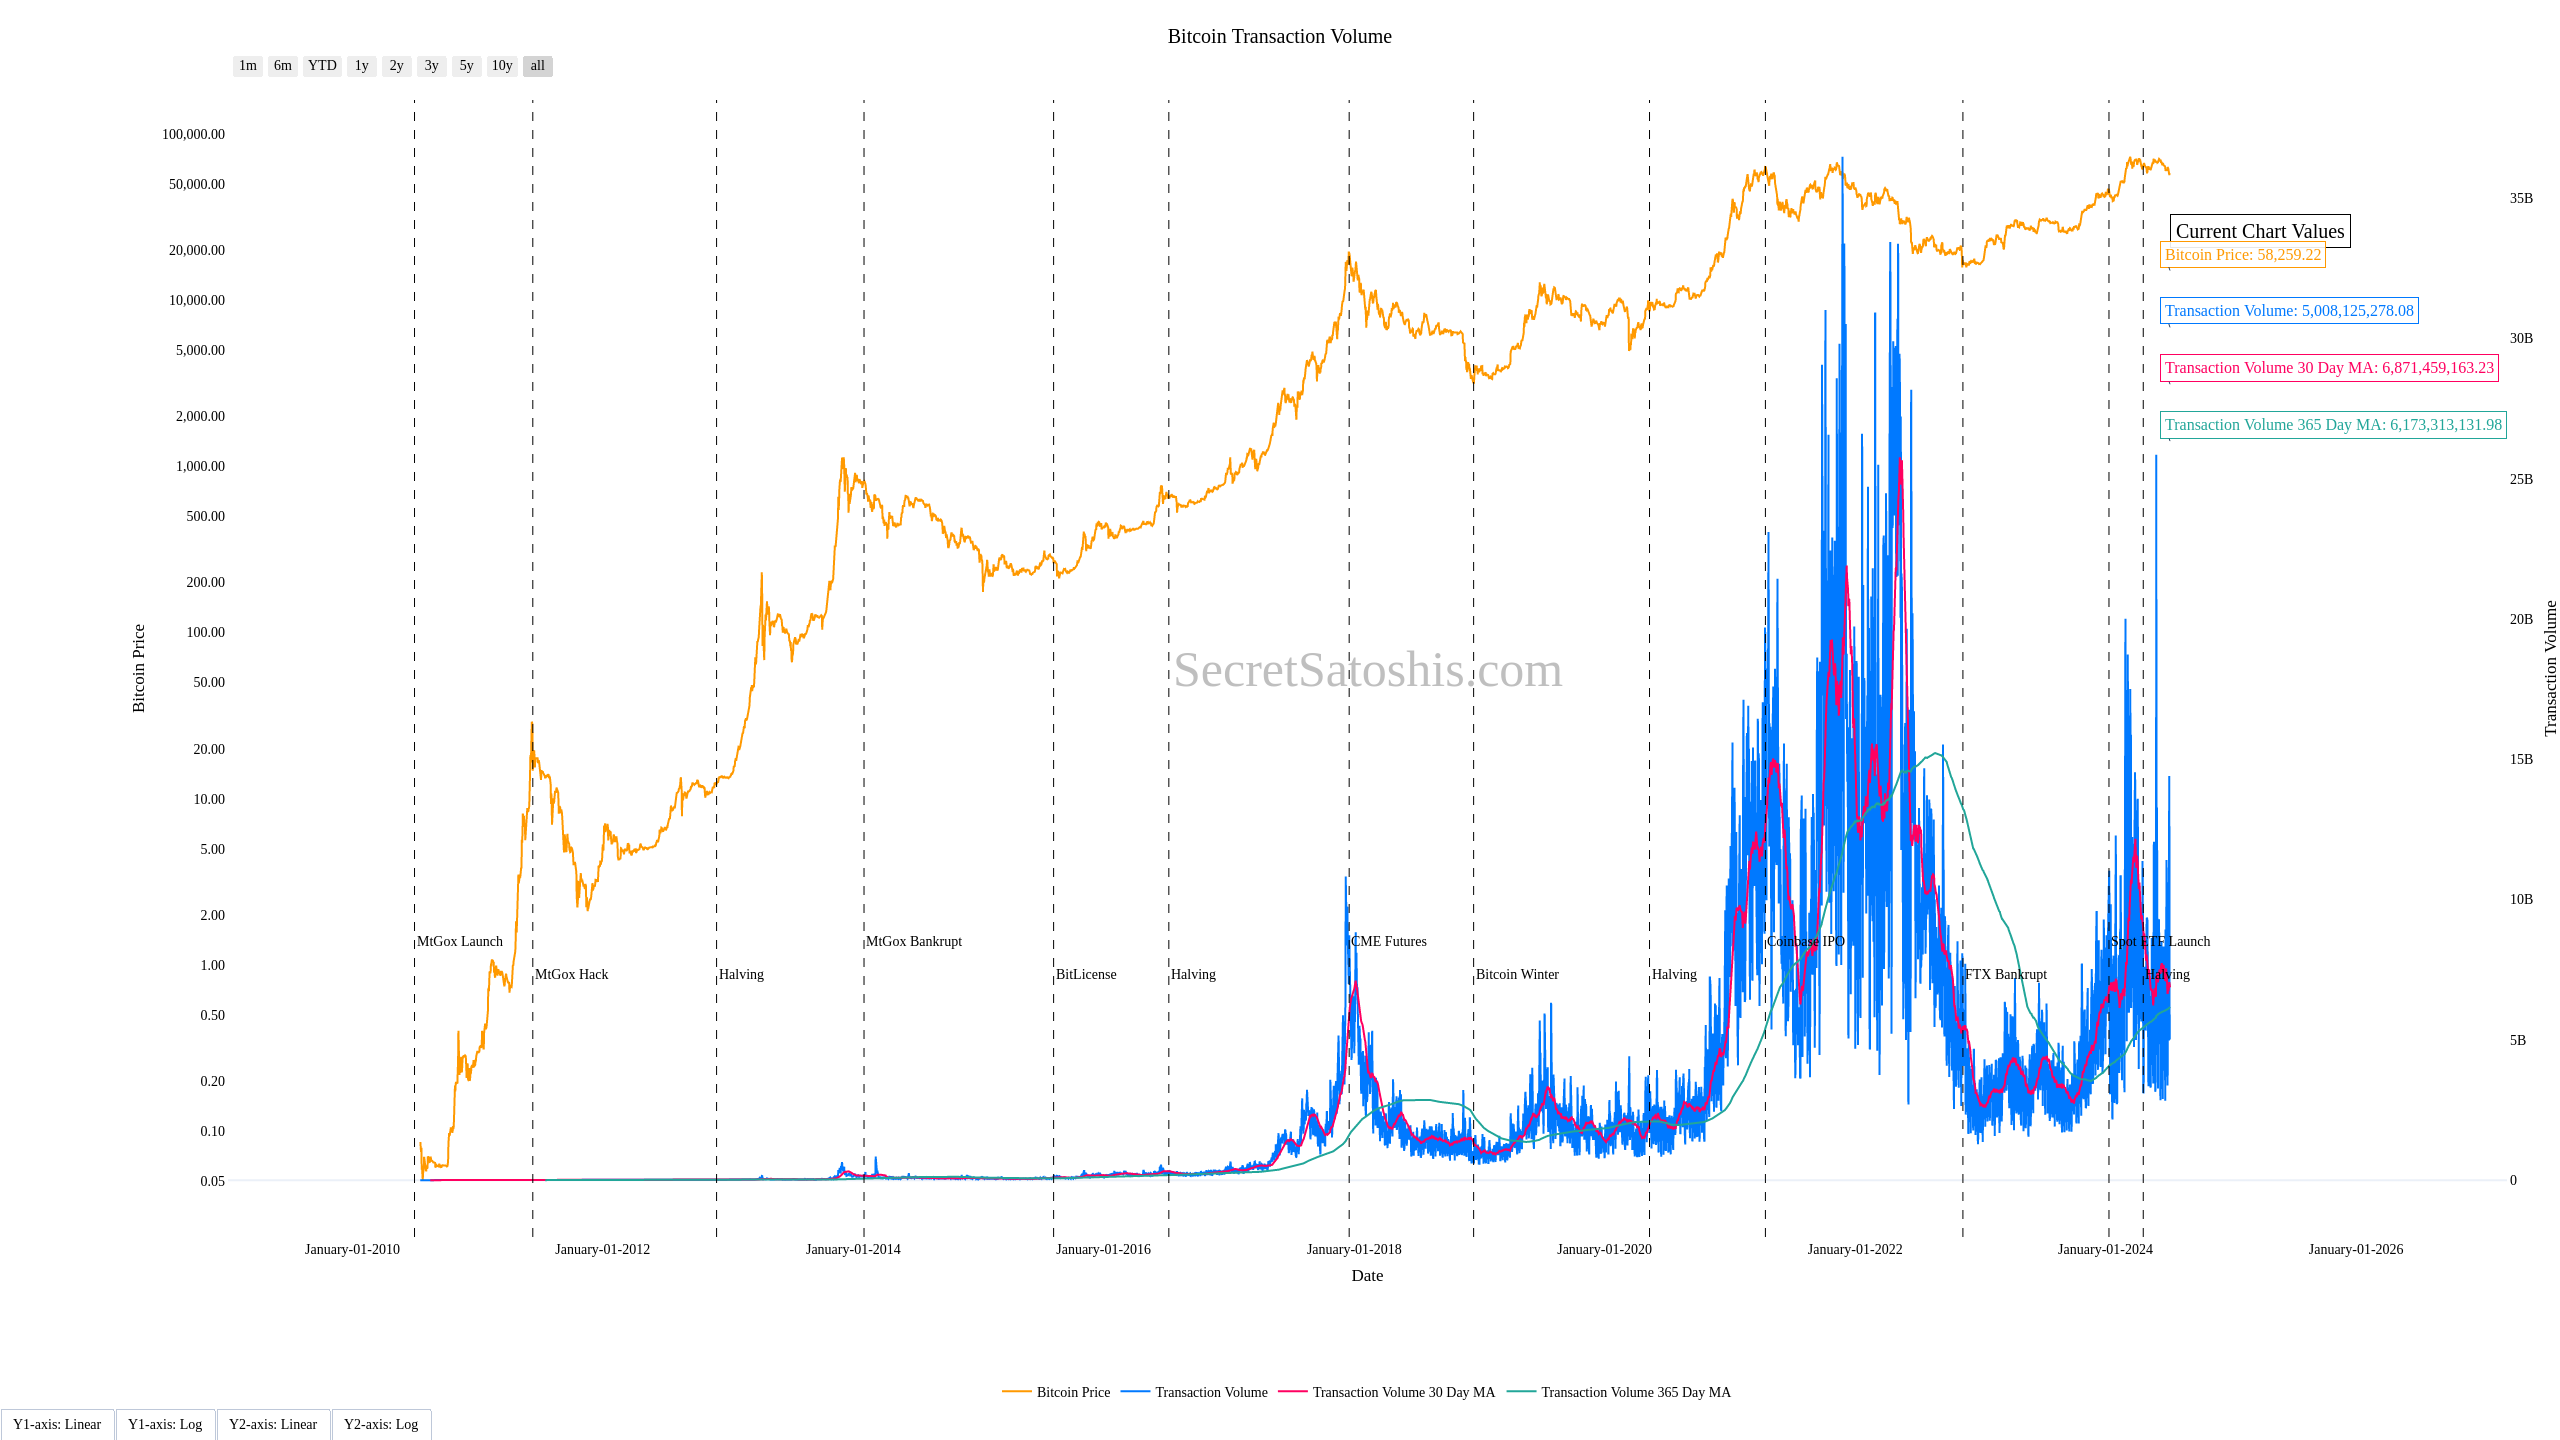 Bitcoin Transaction Volume
1m 6m YTD 1y 2y 3y 5y 10y all
100,000.00
50,000.00
20,000.00
10,000.00
5,000.00
2,000.00
1,000.00
500.00
200.00
100.00
50.00
20.00
10.00
5.00
2.00
1.00
0.50
0.20
0.10
0.05
Bitcoin Price
35B
30B
25B
20B
15B
10B
5B
0
Transaction Volume
Current Chart Values
Bitcoin Price: 58,259.22
Transaction Volume: 5,008,125,278.08
Transaction Volume 30 Day MA: 6,871,459,163.23
Transaction Volume 365 Day MA: 6,173,313,131.98
SecretSatoshis.com
MtGox Launch
MtGox Hack
Halving
MtGox Bankrupt
BitLicense
Halving
CME Futures
Bitcoin Winter
Halving
Coinbase IPO
FTX Bankrupt
Spot ETF Launch
Halving
January-01-2010 January-01-2012 January-01-2014 January-01-2016 January-01-2018 January-01-2020 January-01-2022 January-01-2024 January-01-2026
Date
Bitcoin Price Transaction Volume Transaction Volume 30 Day MA Transaction Volume 365 Day MA
Y1-axis: Linear Y1-axis: Log Y2-axis: Linear Y2-axis: Log